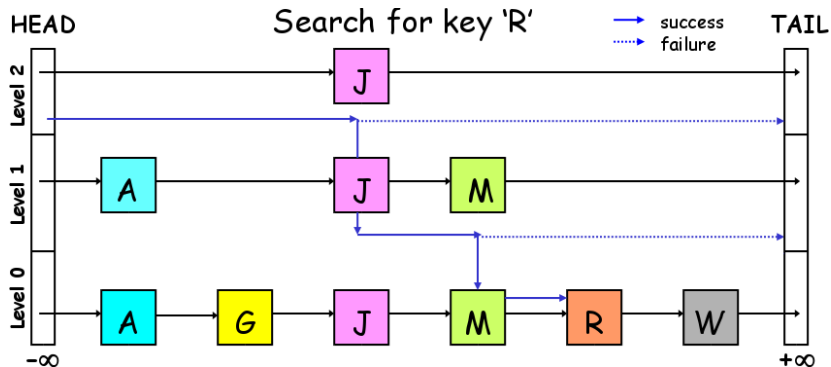 HEAD Search for key ‘R’ TAIL
success
failure
Level 2
J
Level 1
A J M
Level 0
A G J M R W
-∞ +∞